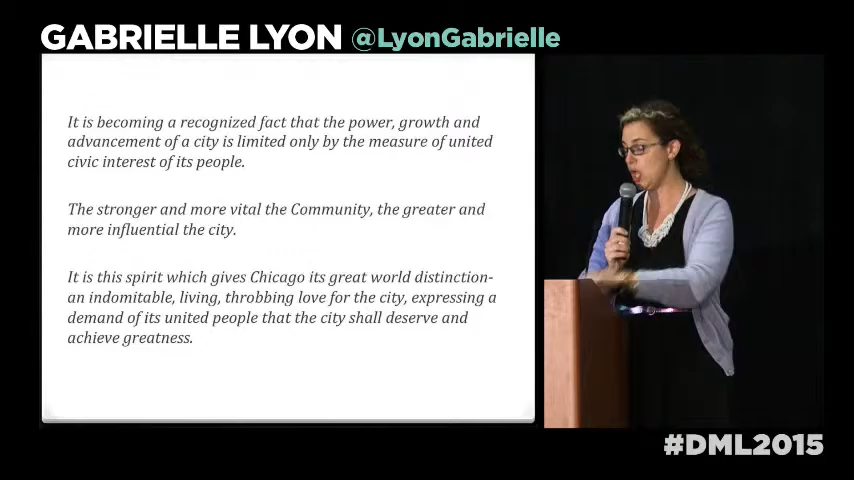 GABRIELLE LYON @LyonGabrielle
It is becoming a recognized fact that the power, growth and
advancement of a city is limited only by the measure of united
civic interest of its people.
The stronger and more vital the Community, the greater and
more influential the city.
It is this spirit which gives Chicago its great world distinction-
an indomitable, living, throbbing love for the city, expressing a
demand of its united people that the city shall deserve and
achieve greatness.
#DML2015